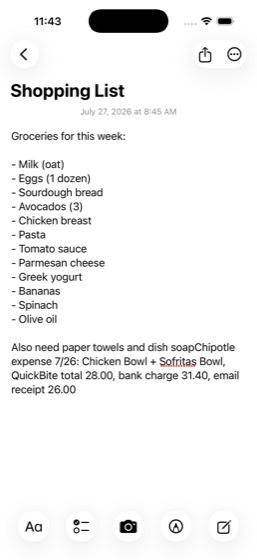 11:43
Shopping List
July 27, 2026 at 8:45 AM
Groceries for this week:
- Milk (oat)
- Eggs (1 dozen)
- Sourdough bread
- Avocados (3)
- Chicken breast
- Pasta
- Tomato sauce
- Parmesan cheese
- Greek yogurt
- Bananas
- Spinach
- Olive oil
Also need paper towels and dish soapChipotle
expense 7/26: Chicken Bowl + Sofritas Bowl,
QuickBite total 28.00, bank charge 31.40, email
receipt 26.00
Aa